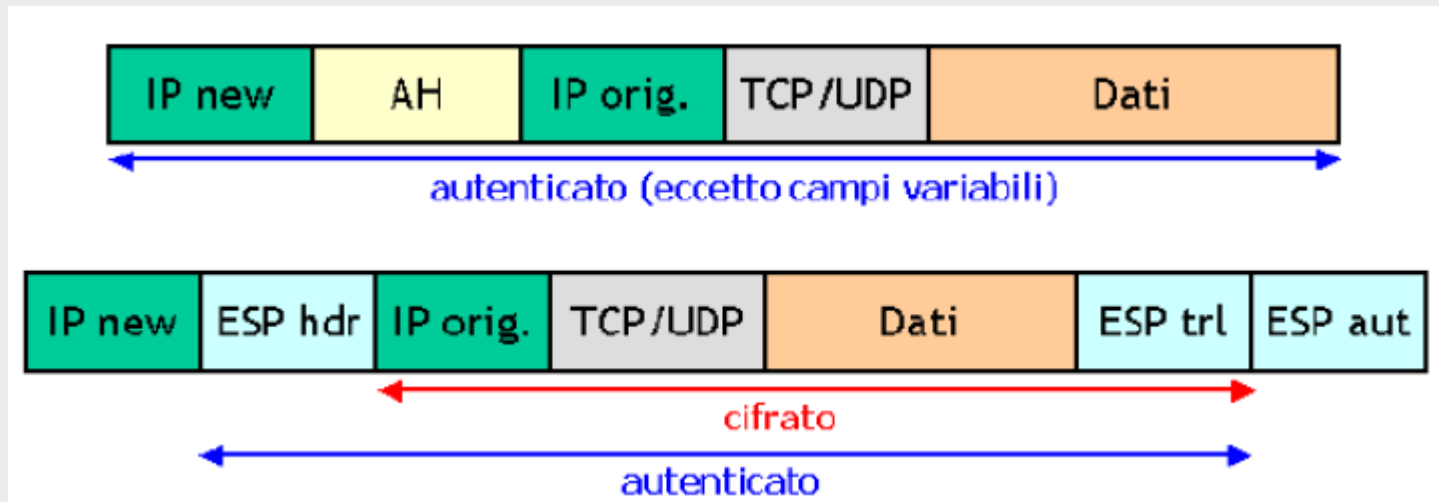 IP new AH IP orig. TCP/UDP Dati
autenticato (eccetto campi variabili)
IP new ESP hdr IP orig. TCP/UDP Dati ESP trl ESP aut
cifrato
autenticato